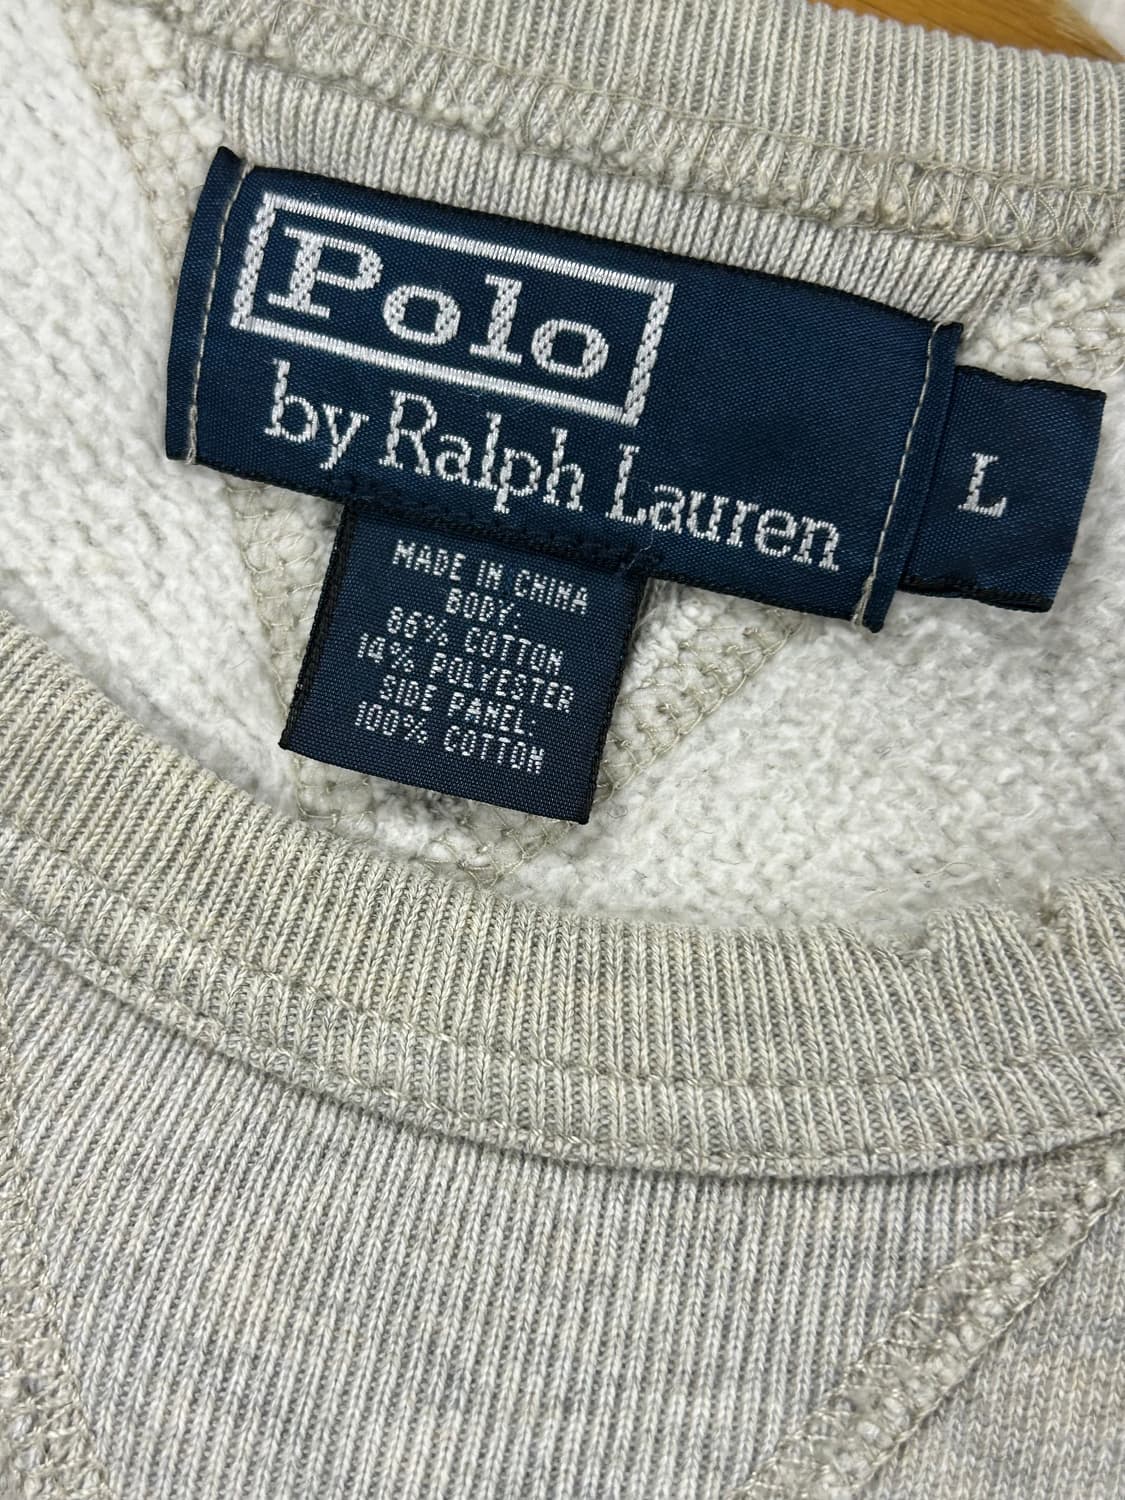 Polo
by Ralph Lauren
L
MADE IN CHINA
BODY:
86% COTTON
14% POLYESTER
SIDE PANEL:
100% COTTON